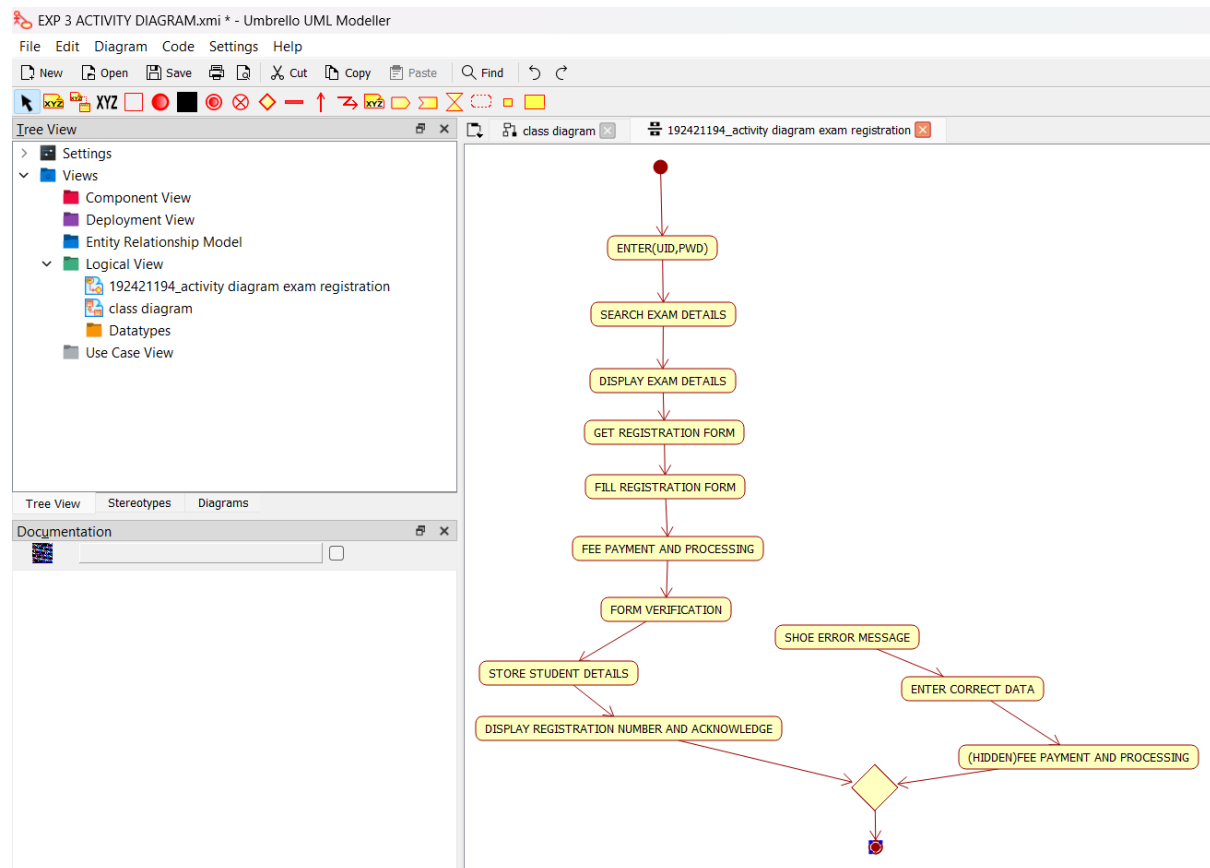 EXP 3 ACTIVITY DIAGRAM.xmi * - Umbrello UML Modeller
File Edit Diagram Code Settings Help
New Open Save Cut Copy Paste Find
XYZ XYZ XYZ XYZ
Tree View
class diagram
192421194_activity diagram exam registration
Settings
Views
Component View
Deployment View
Entity Relationship Model
Logical View
192421194_activity diagram exam registration
class diagram
Datatypes
Use Case View
Tree View Stereotypes Diagrams
Documentation
ENTER(UID,PWD)
SEARCH EXAM DETAILS
DISPLAY EXAM DETAILS
GET REGISTRATION FORM
FILL REGISTRATION FORM
FEE PAYMENT AND PROCESSING
FORM VERIFICATION
SHOE ERROR MESSAGE
STORE STUDENT DETAILS
ENTER CORRECT DATA
DISPLAY REGISTRATION NUMBER AND ACKNOWLEDGE
(HIDDEN)FEE PAYMENT AND PROCESSING